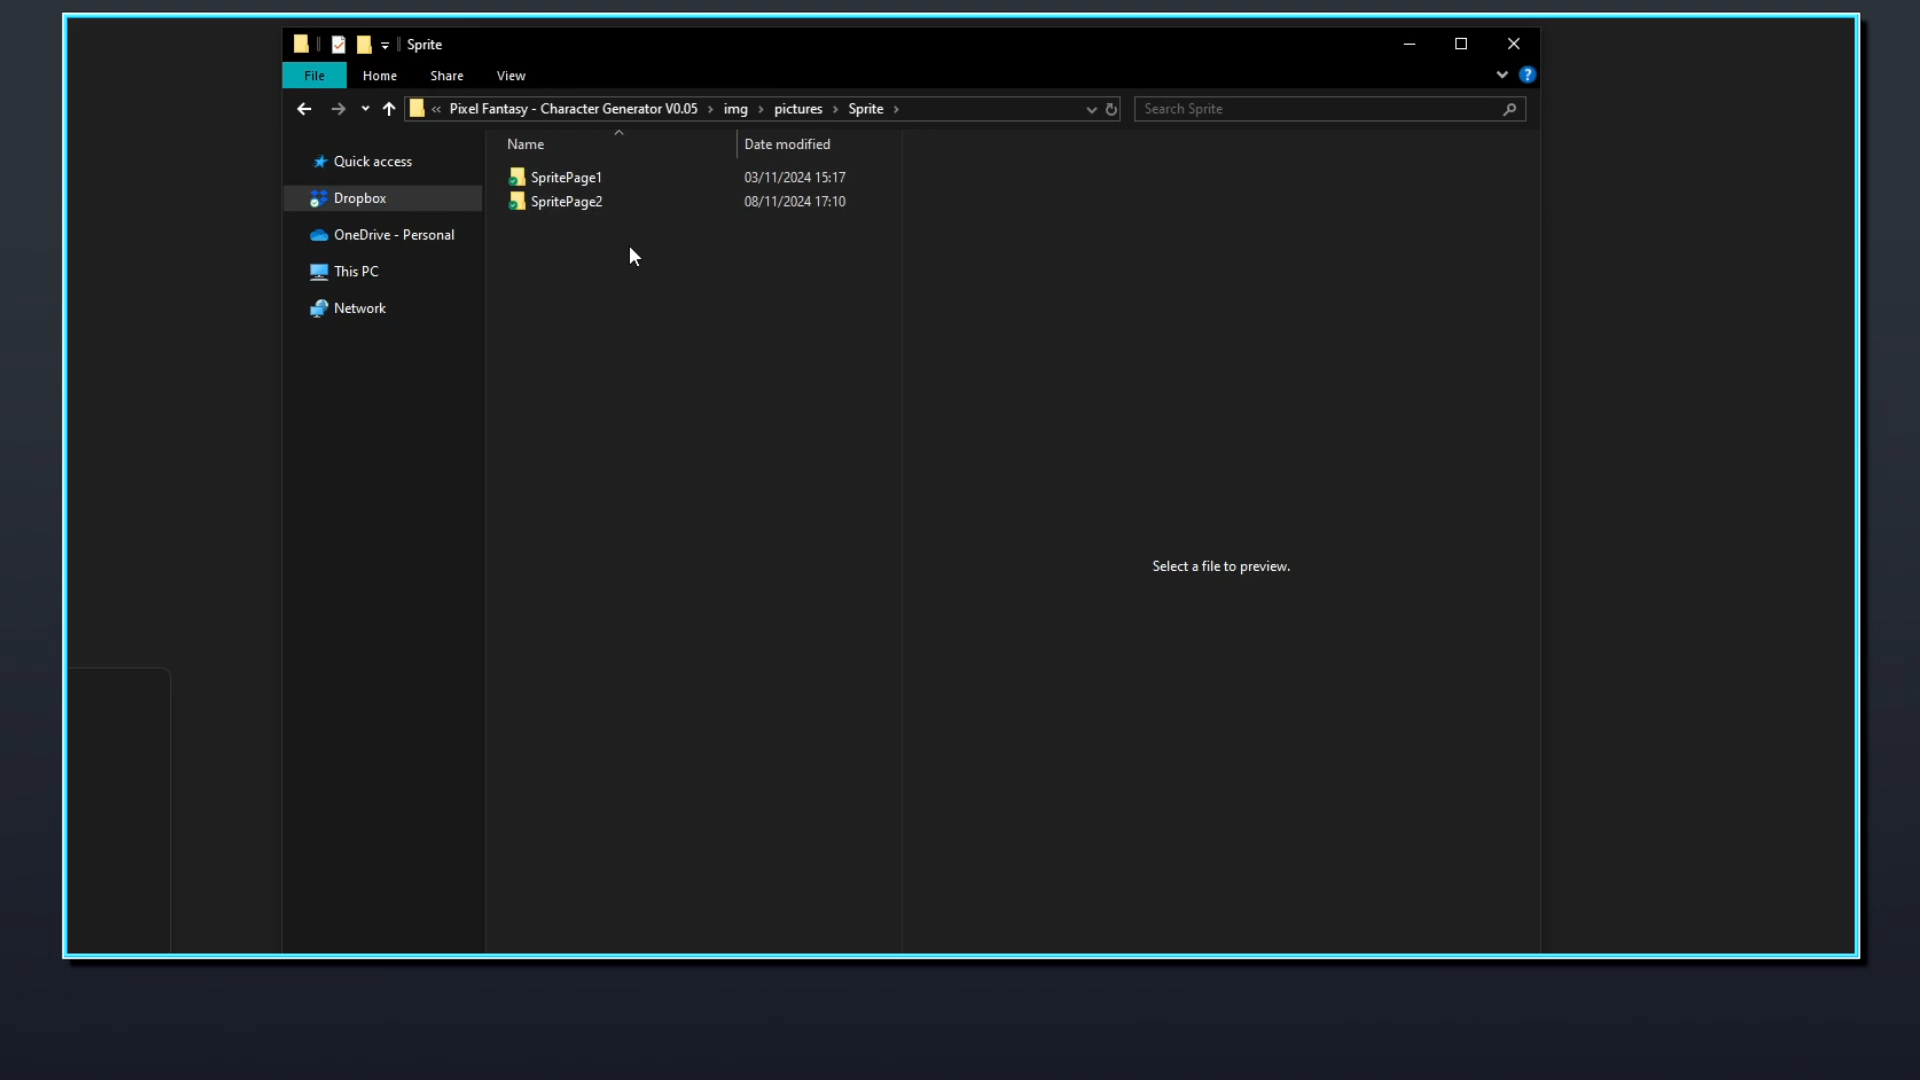 Sprite
File Home Share View
?
« Pixel Fantasy - Character Generator V0.05 > img > pictures > Sprite >
Search Sprite
Name Date modified
Quick access
Dropbox
OneDrive - Personal
This PC
Network
SpritePage1 03/11/2024 15:17
SpritePage2 08/11/2024 17:10
Select a file to preview.